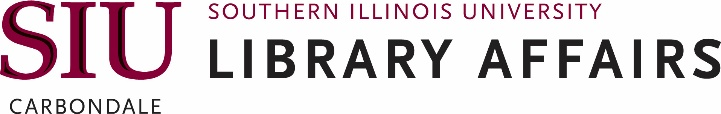 SIU
CARBONDALE
SOUTHERN ILLINOIS UNIVERSITY
LIBRARY AFFAIRS